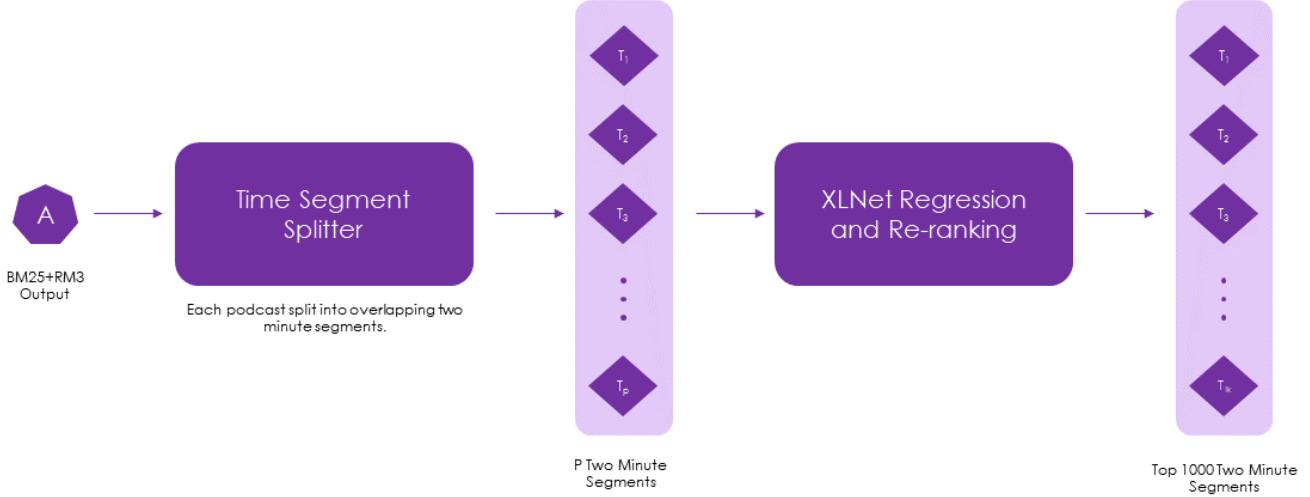 A
BM25+RM3
Output
Time Segment
Splitter
Each podcast split into overlapping two
minute segments.
T1
T2
T3
Tp
P Two Minute
Segments
XLNet Regression
and Re-ranking
T1
T2
T3
T1k
Top 1000 Two Minute
Segments